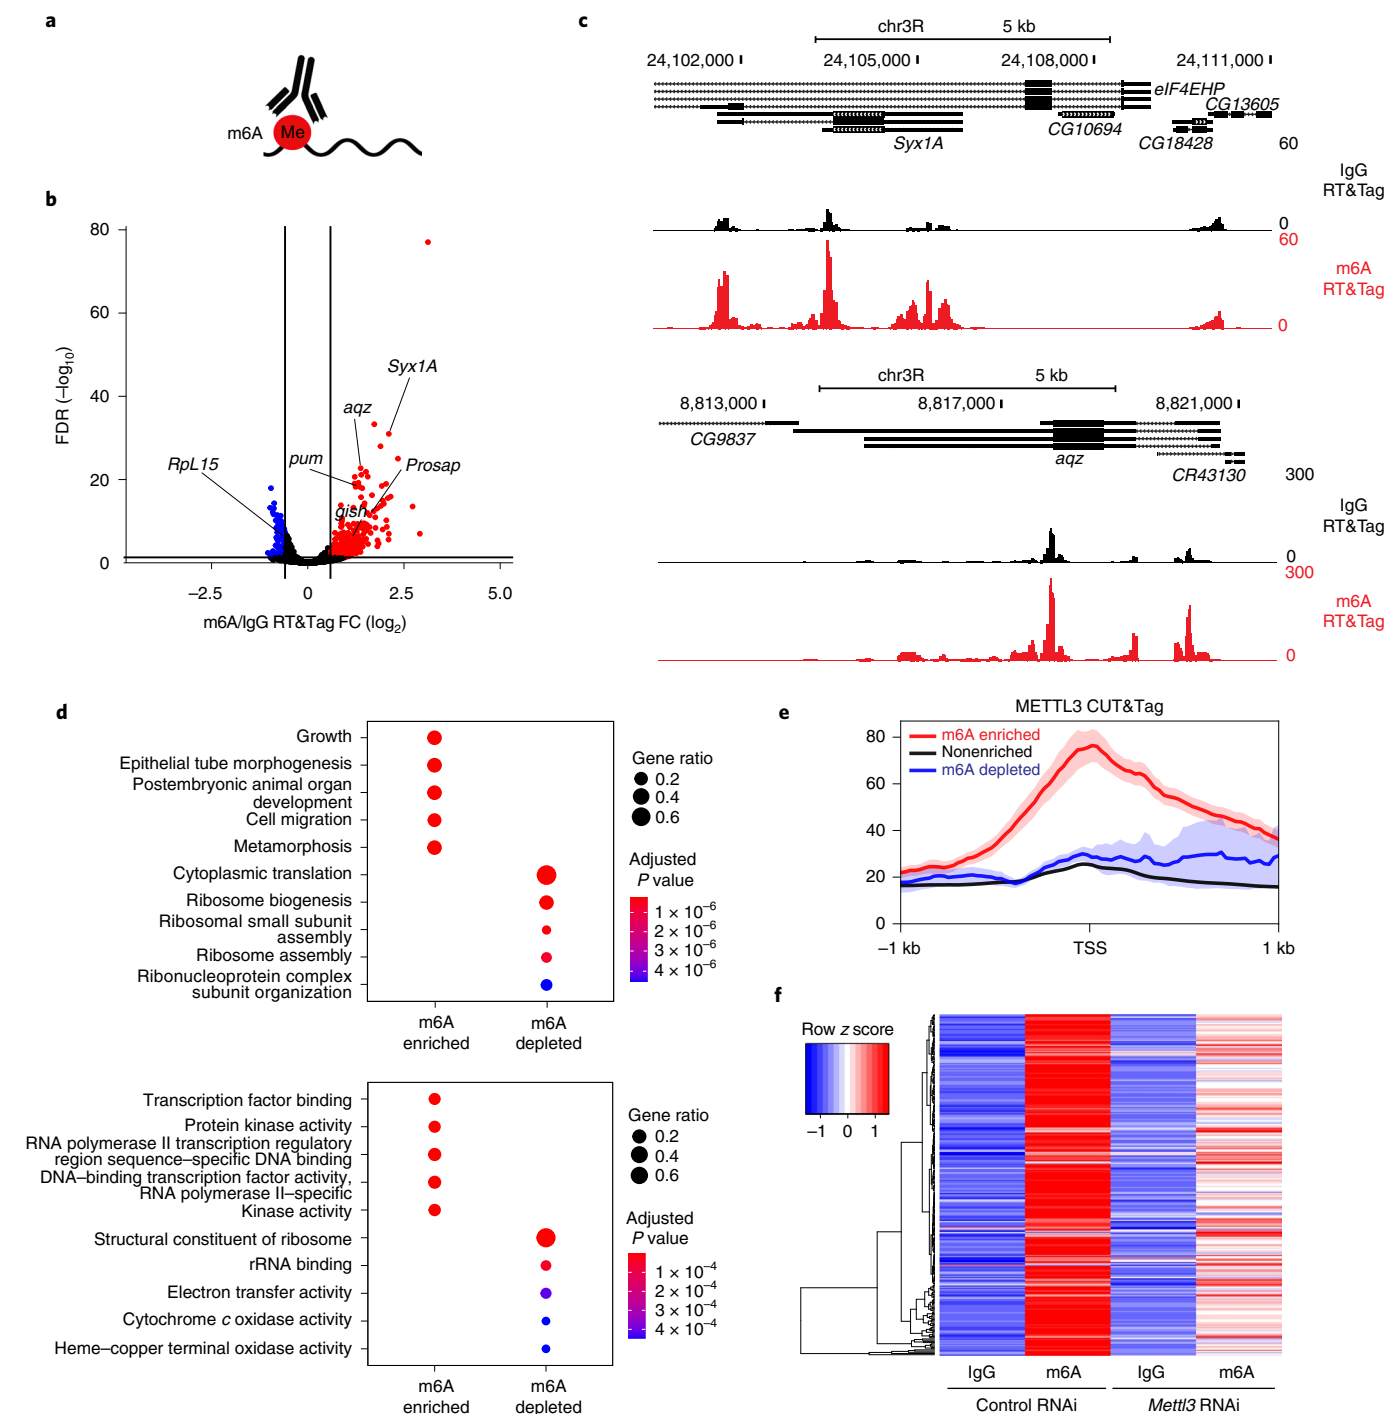 a
m6A
Me
b
80
60
40
20
0
FDR (–log10)
Syx1A
aqz
RpL15
pum
Prosap
gish
–2.5
0
2.5
5.0
m6A/IgG RT&Tag FC (log2)
c
chr3R
5 kb
24,102,000
24,105,000
24,108,000
24,111,000
eIF4EHP
CG13605
CG10694
Syx1A
CG18428
60
IgG
RT&Tag
0
60
m6A
RT&Tag
0
chr3R
5 kb
8,813,000
8,817,000
8,821,000
CG9837
aqz
CR43130
300
IgG
RT&Tag
0
300
m6A
RT&Tag
0
d
Growth
Epithelial tube morphogenesis
Postembryonic animal organ
development
Cell migration
Metamorphosis
Cytoplasmic translation
Ribosome biogenesis
Ribosomal small subunit
assembly
Ribosome assembly
Ribonucleoprotein complex
subunit organization
m6A
enriched
m6A
depleted
Gene ratio
0.2
0.4
0.6
Adjusted
P value
1 × 10–6
2 × 10–6
3 × 10–6
4 × 10–6
Transcription factor binding
Protein kinase activity
RNA polymerase II transcription regulatory
region sequence–specific DNA binding
DNA–binding transcription factor activity,
RNA polymerase II–specific
Kinase activity
Structural constituent of ribosome
rRNA binding
Electron transfer activity
Cytochrome c oxidase activity
Heme–copper terminal oxidase activity
m6A
enriched
m6A
depleted
Gene ratio
0.2
0.4
0.6
Adjusted
P value
1 × 10–4
2 × 10–4
3 × 10–4
4 × 10–4
e
METTL3 CUT&Tag
80
60
40
20
0
m6A enriched
Nonenriched
m6A depleted
–1 kb
TSS
1 kb
f
Row z score
–1
0
1
IgG
m6A
IgG
m6A
Control RNAi
Mettl3 RNAi